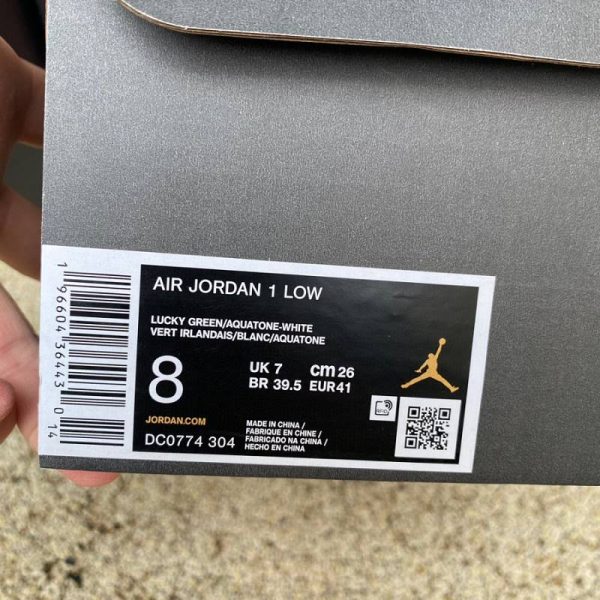 AIR JORDAN 1 LOW
LUCKY GREEN/AQUATONE-WHITE
VERT IRLANDAIS/BLANC/AQUATONE
8
UK 7 cm 26
BR 39.5 EUR41
JORDAN.COM
DC0774 304
MADE IN CHINA /
FABRIQUE EN CHINE /
FABRICADO NA CHINA /
HECHO EN CHINA
RFID
1 96604 36443 0 14